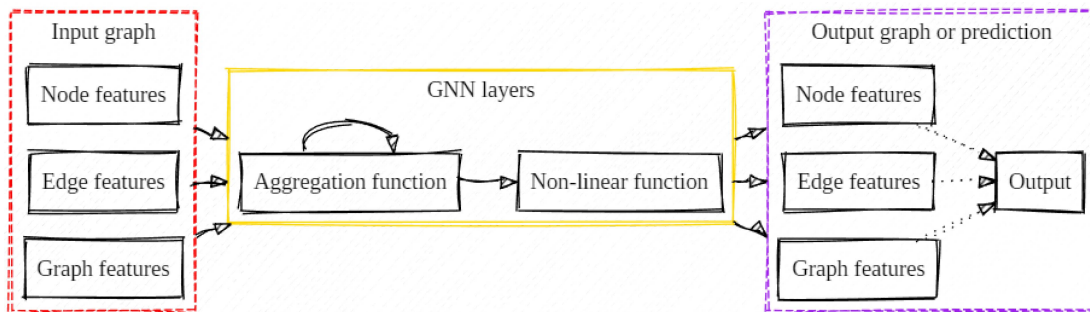 Input graph
Node features
Edge features
Graph features
GNN layers
Aggregation function
Non-linear function
Output graph or prediction
Node features
Edge features
Graph features
Output